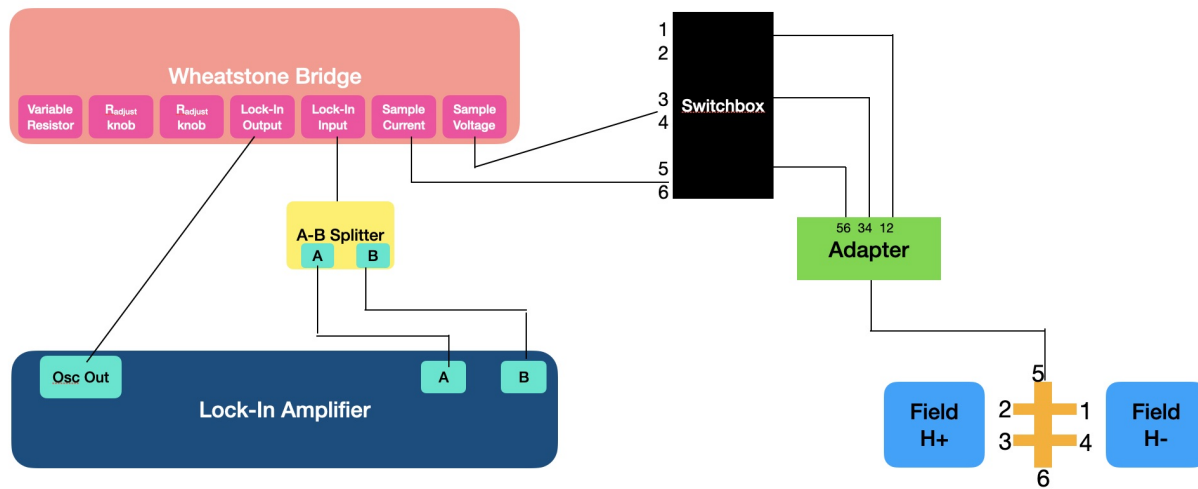 Wheatstone Bridge
Variable
Resistor
Radjust
knob
Radjust
knob
Lock-In
Output
Lock-In
Input
Sample
Current
Sample
Voltage
1
2
3
4
5
6
Switchbox
A-B Splitter
A
B
56 34 12
Adapter
Osc Out
A
B
Lock-In Amplifier
Field
H+
5
2
1
3
4
6
Field
H-